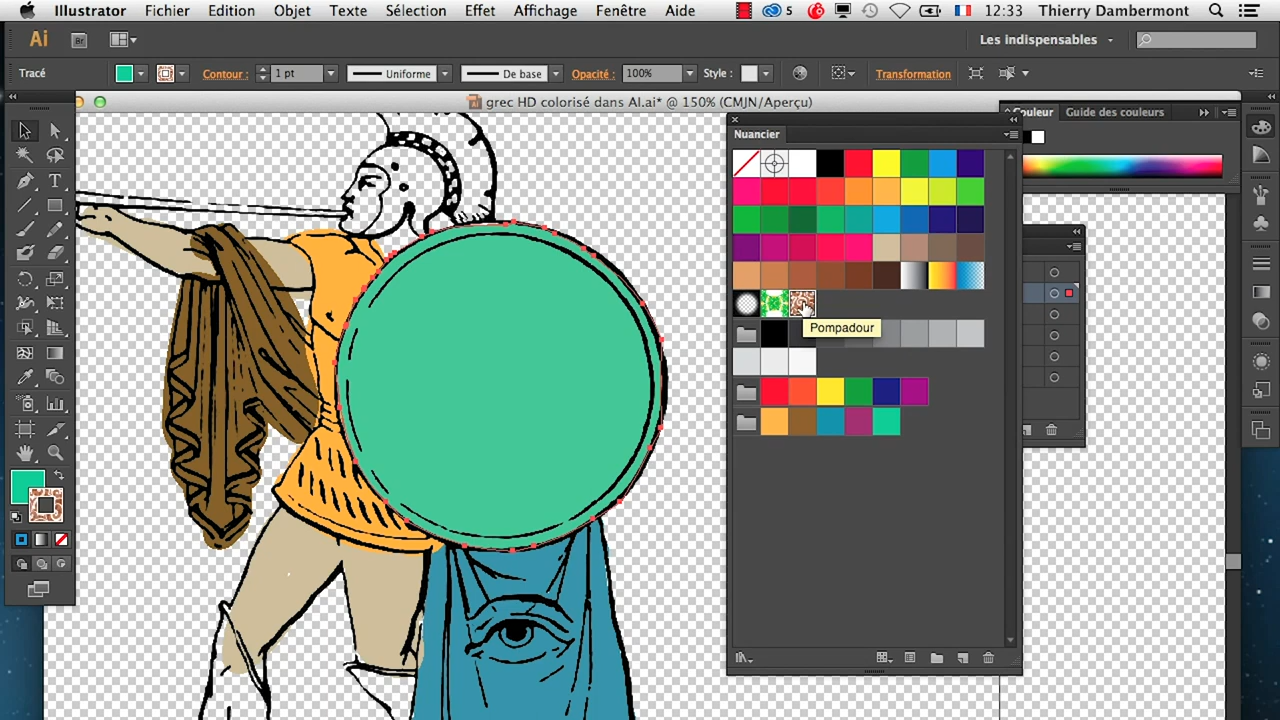 Illustrator Fichier Edition Objet Texte Sélection Effet Affichage Fenêtre Aide 5 12:33 Thierry Dambermont
Ai Br Les indispensables
Tracé Contour : 1 pt Uniforme De base Opacité : 100% Style : Transformation
grec HD colorisé dans AI.ai* @ 150% (CMJN/Aperçu)
Couleur Guide des couleurs
Nuancier
Pompadour